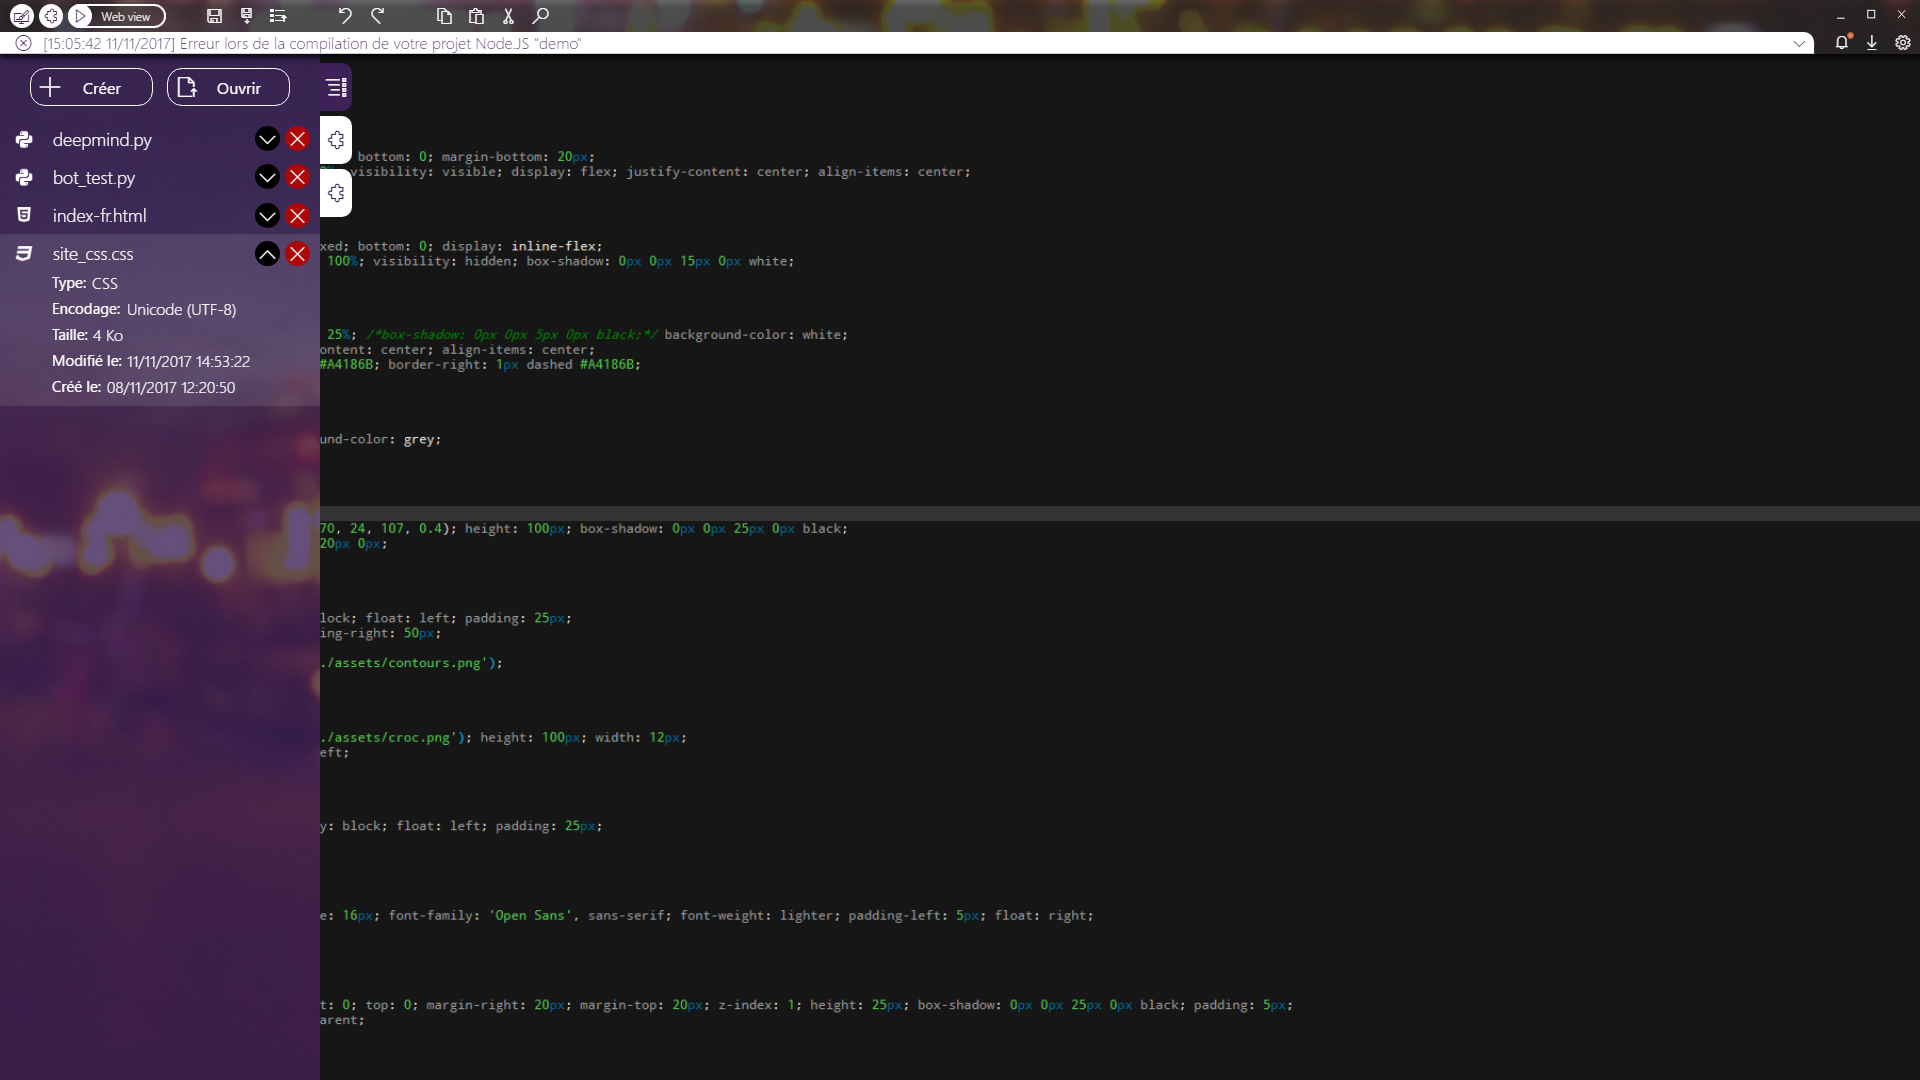 Web view
[15:05:42 11/11/2017] Erreur lors de la compilation de votre projet Node.JS "demo"
Créer
Ouvrir
deepmind.py
bot_test.py
index-fr.html
site_css.css
Type: CSS
Encodage: Unicode (UTF-8)
Taille: 4 Ko
Modifié le: 11/11/2017 14:53:22
Créé le: 08/11/2017 12:20:50
bottom: 0; margin-bottom: 20px;
visibility: visible; display: flex; justify-content: center; align-items: center;
xed; bottom: 0; display: inline-flex;
100%; visibility: hidden; box-shadow: 0px 0px 15px 0px white;
25%; /*box-shadow: 0px 0px 5px 0px black;*/ background-color: white;
ontent: center; align-items: center;
#A4186B; border-right: 1px dashed #A4186B;
und-color: grey;
70, 24, 107, 0.4); height: 100px; box-shadow: 0px 0px 25px 0px black;
20px 0px;
lock; float: left; padding: 25px;
ing-right: 50px;
./assets/contours.png');
./assets/croc.png'); height: 100px; width: 12px;
eft;
y: block; float: left; padding: 25px;
e: 16px; font-family: 'Open Sans', sans-serif; font-weight: lighter; padding-left: 5px; float: right;
t: 0; top: 0; margin-right: 20px; margin-top: 20px; z-index: 1; height: 25px; box-shadow: 0px 0px 25px 0px black; padding: 5px;
arent;